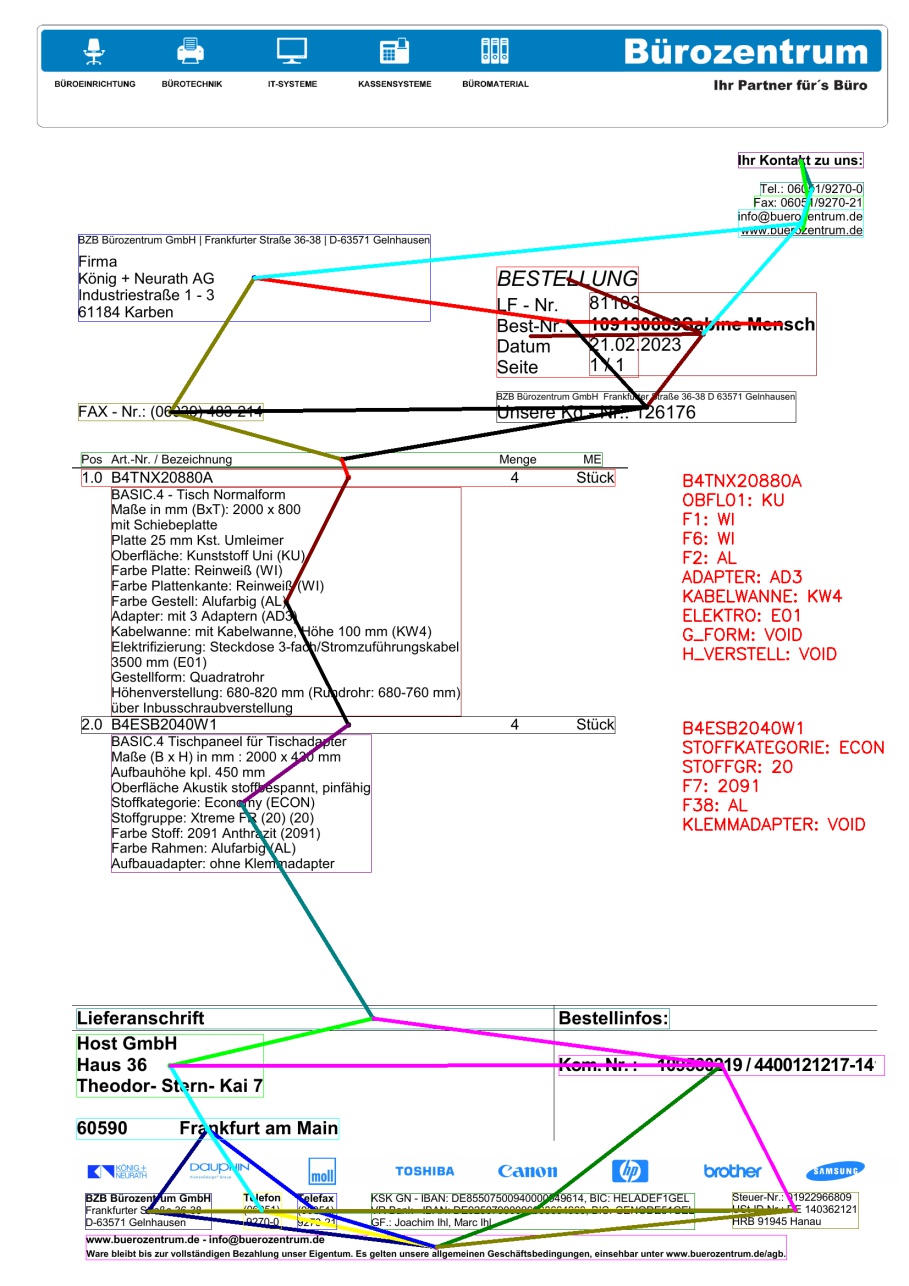 Bürozentrum
BÜROEINRICHTUNG BÜROTECHNIK IT-SYSTEME KASSENSYSTEME BÜROMATERIAL
Ihr Partner für´s Büro
Ihr Kontakt zu uns:
Tel.: 06051/9270-0
Fax: 06051/9270-21
info@buerozentrum.de
www.buerozentrum.de
BZB Bürozentrum GmbH | Frankfurter Straße 36-38 | D-63571 Gelnhausen
Firma
König + Neurath AG
Industriestraße 1 - 3
61184 Karben
BESTELLUNG
LF - Nr. 81103
Best-Nr. Sabine Mensch
Datum 21.02.2023
Seite 1 / 1
BZB Bürozentrum GmbH Frankfurter Straße 36-38 D 63571 Gelnhausen
Unsere Kd - Nr.: 126176
FAX - Nr.: 483 214
Pos Art.-Nr. / Bezeichnung Menge ME
1.0 B4TNX20880A 4 Stück
BASIC.4 - Tisch Normalform
Maße in mm (BxT): 2000 x 800
mit Schiebeplatte
Platte 25 mm Kst. Umleimer
Oberfläche: Kunststoff Uni (KU)
Farbe Platte: Reinweiß (WI)
Farbe Plattenkante: Reinweiß (WI)
Farbe Gestell: Alufarbig (AL)
Adapter: mit 3 Adaptern (AD3)
Kabelwanne: mit Kabelwanne, Höhe 100 mm (KW4)
Elektrifizierung: Steckdose 3-fach/Stromzuführungskabel
3500 mm (E01)
Gestellform: Quadratrohr
Höhenverstellung: 680-820 mm (Rundrohr: 680-760 mm)
über Inbusschraubverstellung
B4TNX20880A
OBFL01: KU
F1: WI
F6: WI
F2: AL
ADAPTER: AD3
KABELWANNE: KW4
ELEKTRO: E01
G_FORM: VOID
H_VERSTELL: VOID
2.0 B4ESB2040W1 4 Stück
BASIC.4 Tischpaneel für Tischadapter
Maße (B x H) in mm : 2000 x 430 mm
Aufbauhöhe kpl. 450 mm
Oberfläche Akustik stoffbespannt, pinfähig
Stoffkategorie: Economy (ECON)
Stoffgruppe: Xtreme FR (20) (20)
Farbe Stoff: 2091 Anthrazit (2091)
Farbe Rahmen: Alufarbig (AL)
Aufbauadapter: ohne Klemmadapter
B4ESB2040W1
STOFFKATEGORIE: ECON
STOFFGR: 20
F7: 2091
F38: AL
KLEMMADAPTER: VOID
Lieferanschrift Bestellinfos:
Host GmbH
Haus 36
Theodor- Stern- Kai 7
Kom. Nr. : / 4400121217-14
60590 Frankfurt am Main
KÖNIG + NEURATH DAUPHIN moll TOSHIBA Canon hp brother SAMSUNG
BZB Bürozentrum GmbH
Frankfurter Straße 36-38
D-63571 Gelnhausen
Telefon
(06051)
9270-0
Telefax
(06051)
9270-21
KSK GN - IBAN: BIC: HELADEF1GEL
VR Bank - IBAN: BIC: GENODE51GEL
GF.: Joachim Ihl, Marc Ihl
Steuer-Nr.: 01922966809
USt-ID Nr.: DE 140362121
HRB 91945 Hanau
www.buerozentrum.de - info@buerozentrum.de
Ware bleibt bis zur vollständigen Bezahlung unser Eigentum. Es gelten unsere allgemeinen Geschäftsbedingungen, einsehbar unter www.buerozentrum.de/agb.